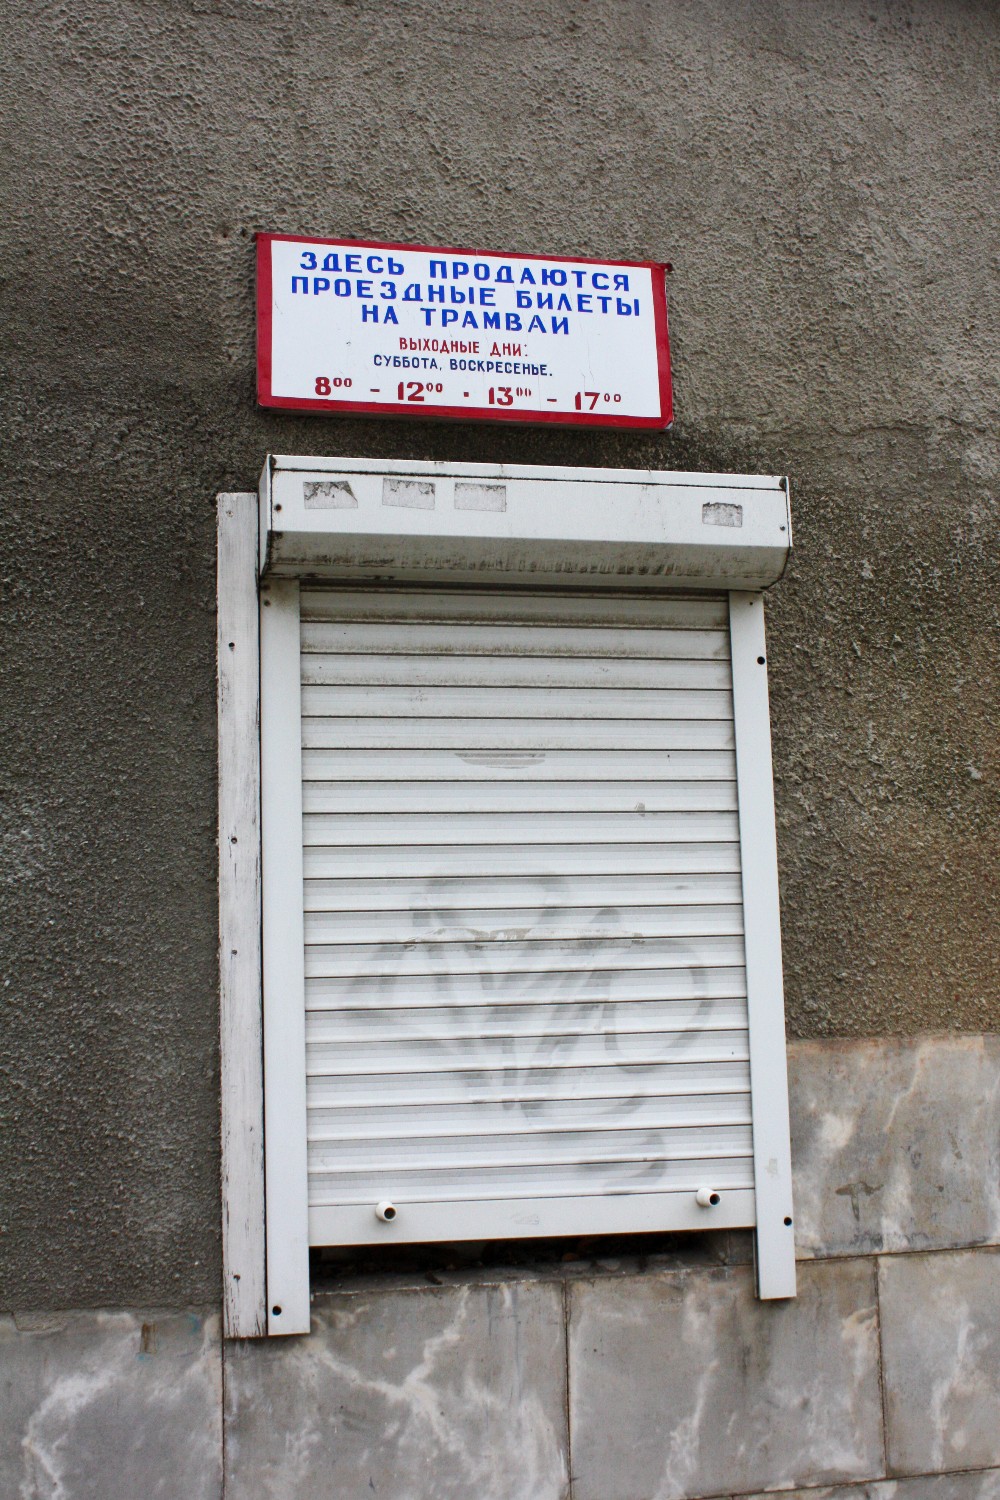 ЗДЕСЬ ПРОДАЮТСЯ
ПРОЕЗДНЫЕ БИЛЕТЫ
НА ТРАМВАИ
ВЫХОДНЫЕ ДНИ:
СУББОТА, ВОСКРЕСЕНЬЕ.
8⁰⁰ - 12⁰⁰ · 13⁰⁰ - 17⁰⁰